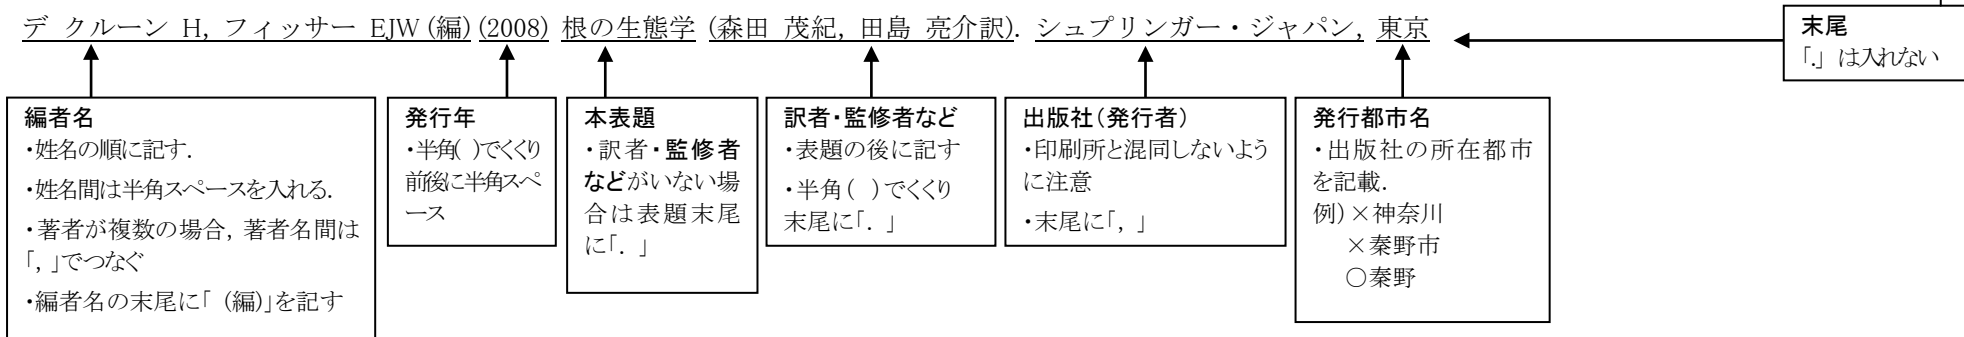 デ クルーン H, フィッサー EJW (編) (2008) 根の生態学 (森田 茂紀, 田島 亮介訳). シュプリンガー・ジャパン, 東京
末尾
「.」は入れない
編者名
・姓名の順に記す.
・姓名間は半角スペースを入れる.
・著者が複数の場合, 著者名間は
「, 」でつなぐ
・編者名の末尾に「 (編)」を記す
発行年
・半角( )でくくり
前後に半角スペ
ース
本表題
・訳者・監修者
などがいない場
合は表題末尾
に「. 」
訳者・監修者など
・表題の後に記す
・半角 ( )でくくり
末尾に「. 」
出版社(発行者)
・印刷所と混同しないよう
に注意
・末尾に「, 」
発行都市名
・出版社の所在都市
を記載.
例)×神奈川
×秦野市
○秦野